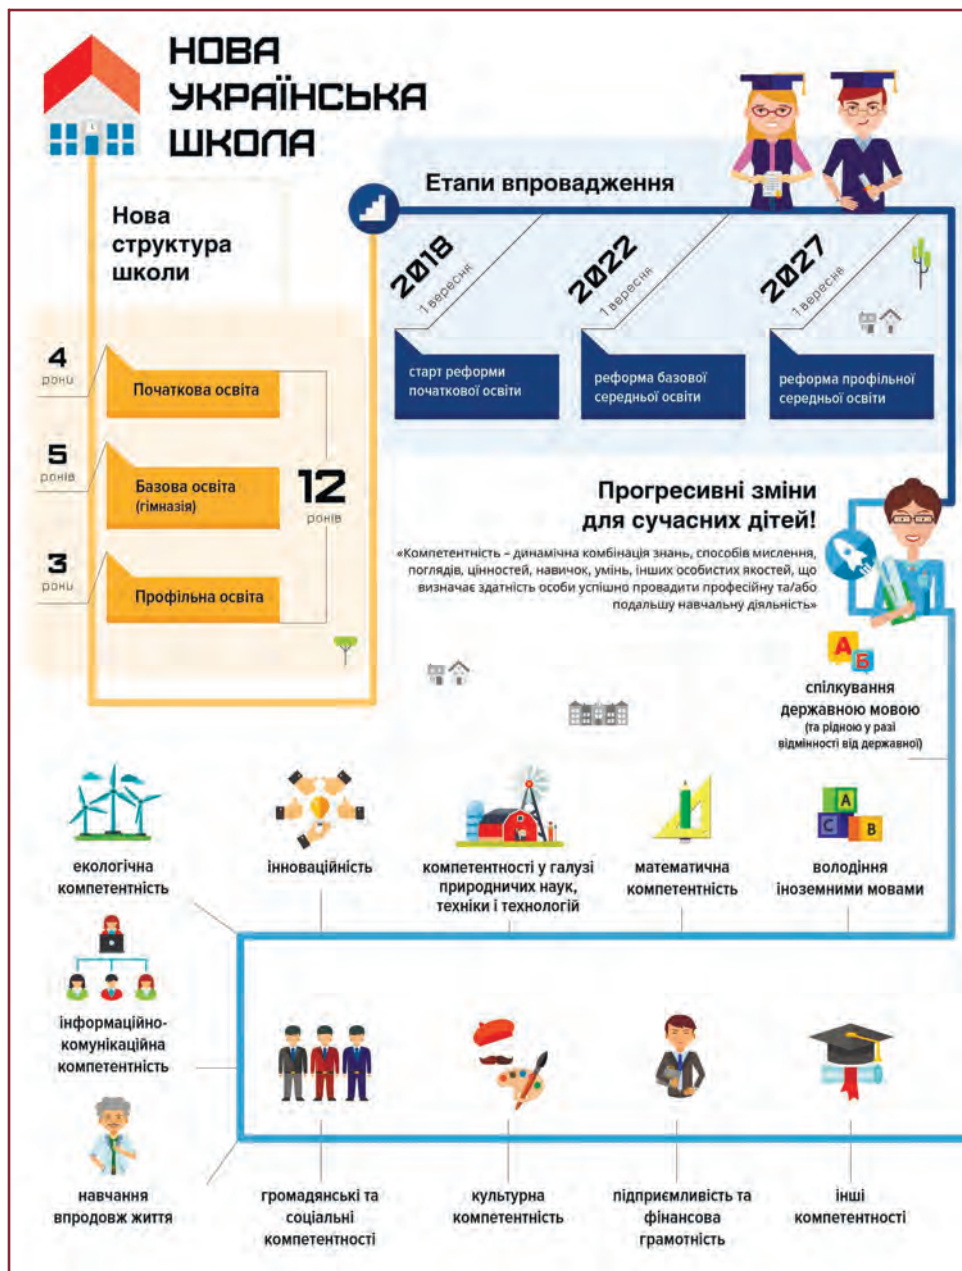 НОВА
УКРАЇНСЬКА
ШКОЛА
Нова
структура
школи
4
роки
Початкова освіта
5
років
Базова освіта
(гімназія)
3
роки
Профільна освіта
12
років
Етапи впровадження
2018
1 вересня
старт реформи
початкової освіти
2022
1 вересня
реформа базової
середньої освіти
2027
1 вересня
реформа профільної
середньої освіти
Прогресивні зміни
для сучасних дітей!
«Компетентність – динамічна комбінація знань, способів мислення,
поглядів, цінностей, навичок, умінь, інших особистих якостей, що
визначає здатність особи успішно провадити професійну та/або
подальшу навчальну діяльність»
А
Б
спілкування
державною мовою
(та рідною у разі
відмінності від державної)
екологічна
компетентність
інноваційність
компетентності у галузі
природничих наук,
техніки і технологій
математична
компетентність
A
C
B
володіння
іноземними мовами
інформаційно-
комунікаційна
компетентність
навчання
впродовж життя
громадянські та
соціальні
компетентності
культурна
компетентність
підприємливість та
фінансова
грамотність
інші
компетентності